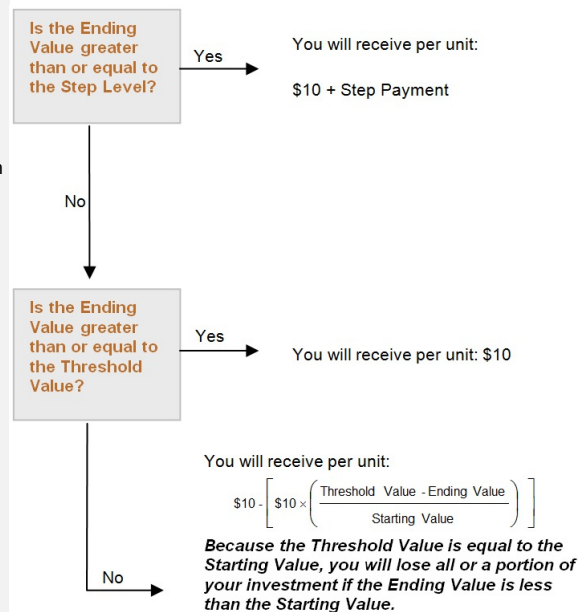 Is the Ending
Value greater
than or equal to
the Step Level?
Yes
You will receive per unit:
$10 + Step Payment
No
Is the Ending
Value greater
than or equal to
the Threshold
Value?
Yes
You will receive per unit: $10
You will receive per unit:
$10 - [ $10 × ( Threshold Value - Ending Value / Starting Value ) ]
Because the Threshold Value is equal to the
Starting Value, you will lose all or a portion of
your investment if the Ending Value is less
than the Starting Value.
No